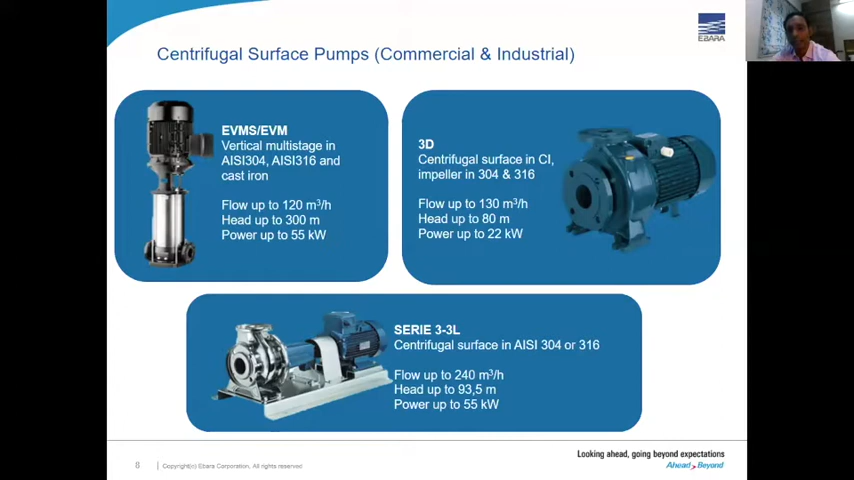 EBARA
Centrifugal Surface Pumps (Commercial & Industrial)
EVMS/EVM
Vertical multistage in
AISI304, AISI316 and
cast iron
Flow up to 120 m³/h
Head up to 300 m
Power up to 55 kW
3D
Centrifugal surface in CI,
impeller in 304 & 316
Flow up to 130 m³/h
Head up to 80 m
Power up to 22 kW
SERIE 3-3L
Centrifugal surface in AISI 304 or 316
Flow up to 240 m³/h
Head up to 93,5 m
Power up to 55 kW
Looking ahead, going beyond expectations
Ahead Beyond
8 Copyright(c) Ebara Corporation, All rights reserved